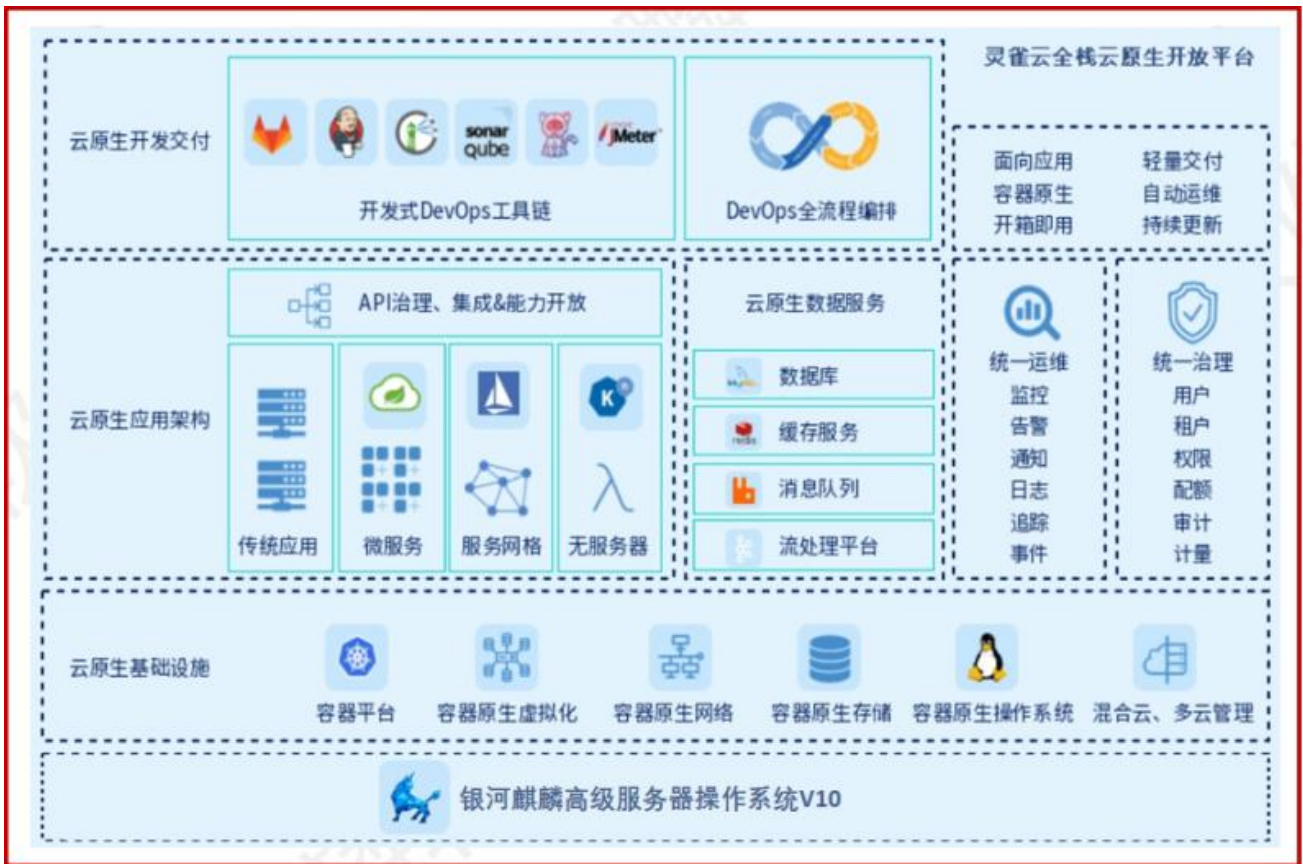 灵雀云全栈云原生开放平台
云原生开发交付
sonar
qube
JMeter
开发式DevOps工具链
DevOps全流程编排
面向应用 轻量交付
容器原生 自动运维
开箱即用 持续更新
云原生应用架构
API治理、集成&能力开放
传统应用
微服务
服务网格
K
无服务器
云原生数据服务
数据库
redis
缓存服务
消息队列
流处理平台
统一运维
监控
告警
通知
日志
追踪
事件
统一治理
用户
租户
权限
配额
审计
计量
云原生基础设施
容器平台
容器原生虚拟化
容器原生网络
容器原生存储
容器原生操作系统
混合云、多云管理
银河麒麟高级服务器操作系统V10